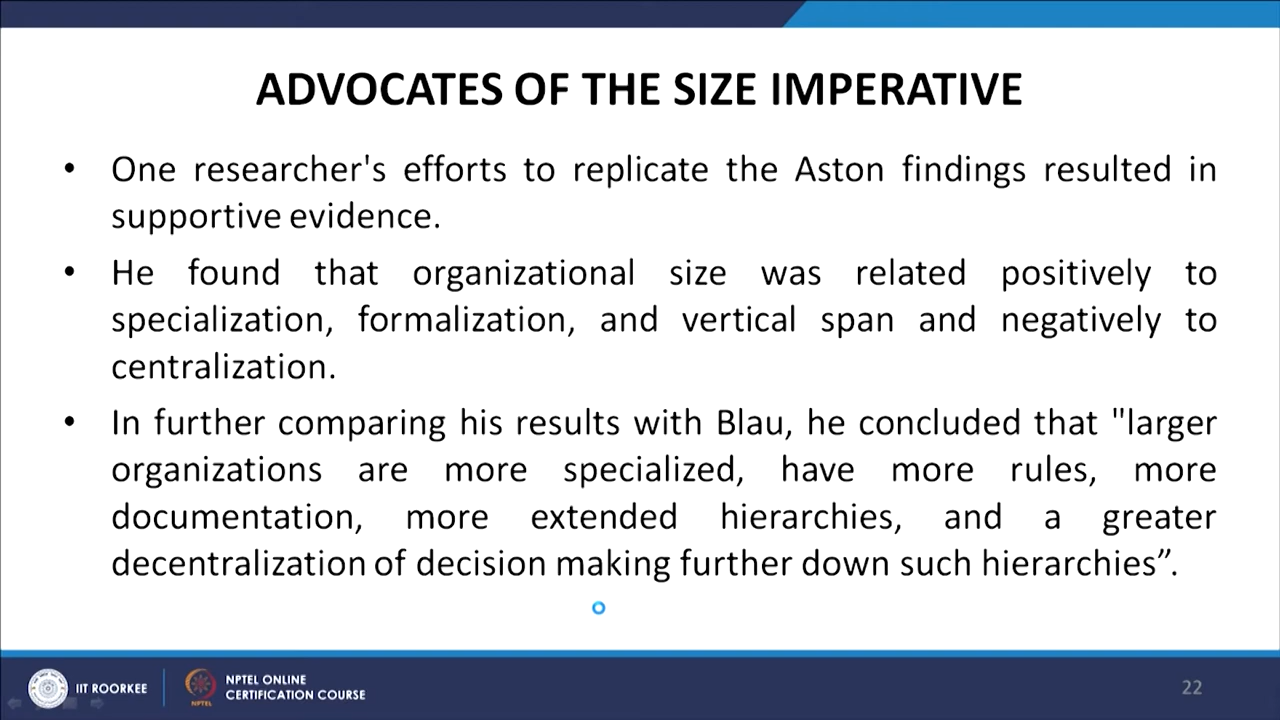 ADVOCATES OF THE SIZE IMPERATIVE
• One researcher's efforts to replicate the Aston findings resulted in
supportive evidence.
• He found that organizational size was related positively to
specialization, formalization, and vertical span and negatively to
centralization.
• In further comparing his results with Blau, he concluded that "larger
organizations are more specialized, have more rules, more
documentation, more extended hierarchies, and a greater
decentralization of decision making further down such hierarchies”.
IIT ROORKEE
NPTEL
NPTEL ONLINE
CERTIFICATION COURSE
22